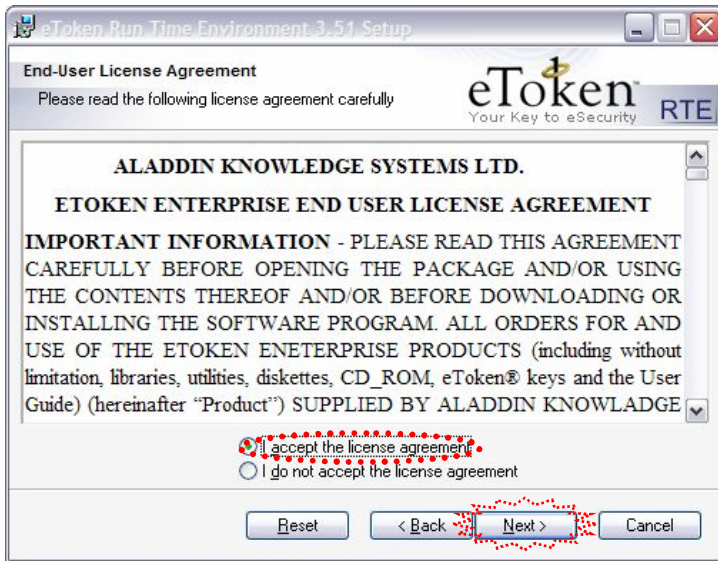 eToken Run Time Environment 3.51 Setup
End-User License Agreement
Please read the following license agreement carefully
eToken
Your Key to eSecurity
RTE
ALADDIN KNOWLEDGE SYSTEMS LTD.
ETOKEN ENTERPRISE END USER LICENSE AGREEMENT
IMPORTANT INFORMATION - PLEASE READ THIS AGREEMENT
CAREFULLY BEFORE OPENING THE PACKAGE AND/OR USING
THE CONTENTS THEREOF AND/OR BEFORE DOWNLOADING OR
INSTALLING THE SOFTWARE PROGRAM. ALL ORDERS FOR AND
USE OF THE ETOKEN ENETERPRISE PRODUCTS (including without
limitation, libraries, utilities, diskettes, CD_ROM, eToken® keys and the User
Guide) (hereinafter “Product”) SUPPLIED BY ALADDIN KNOWLADGE
I accept the license agreement
I do not accept the license agreement
Reset < Back Next > Cancel